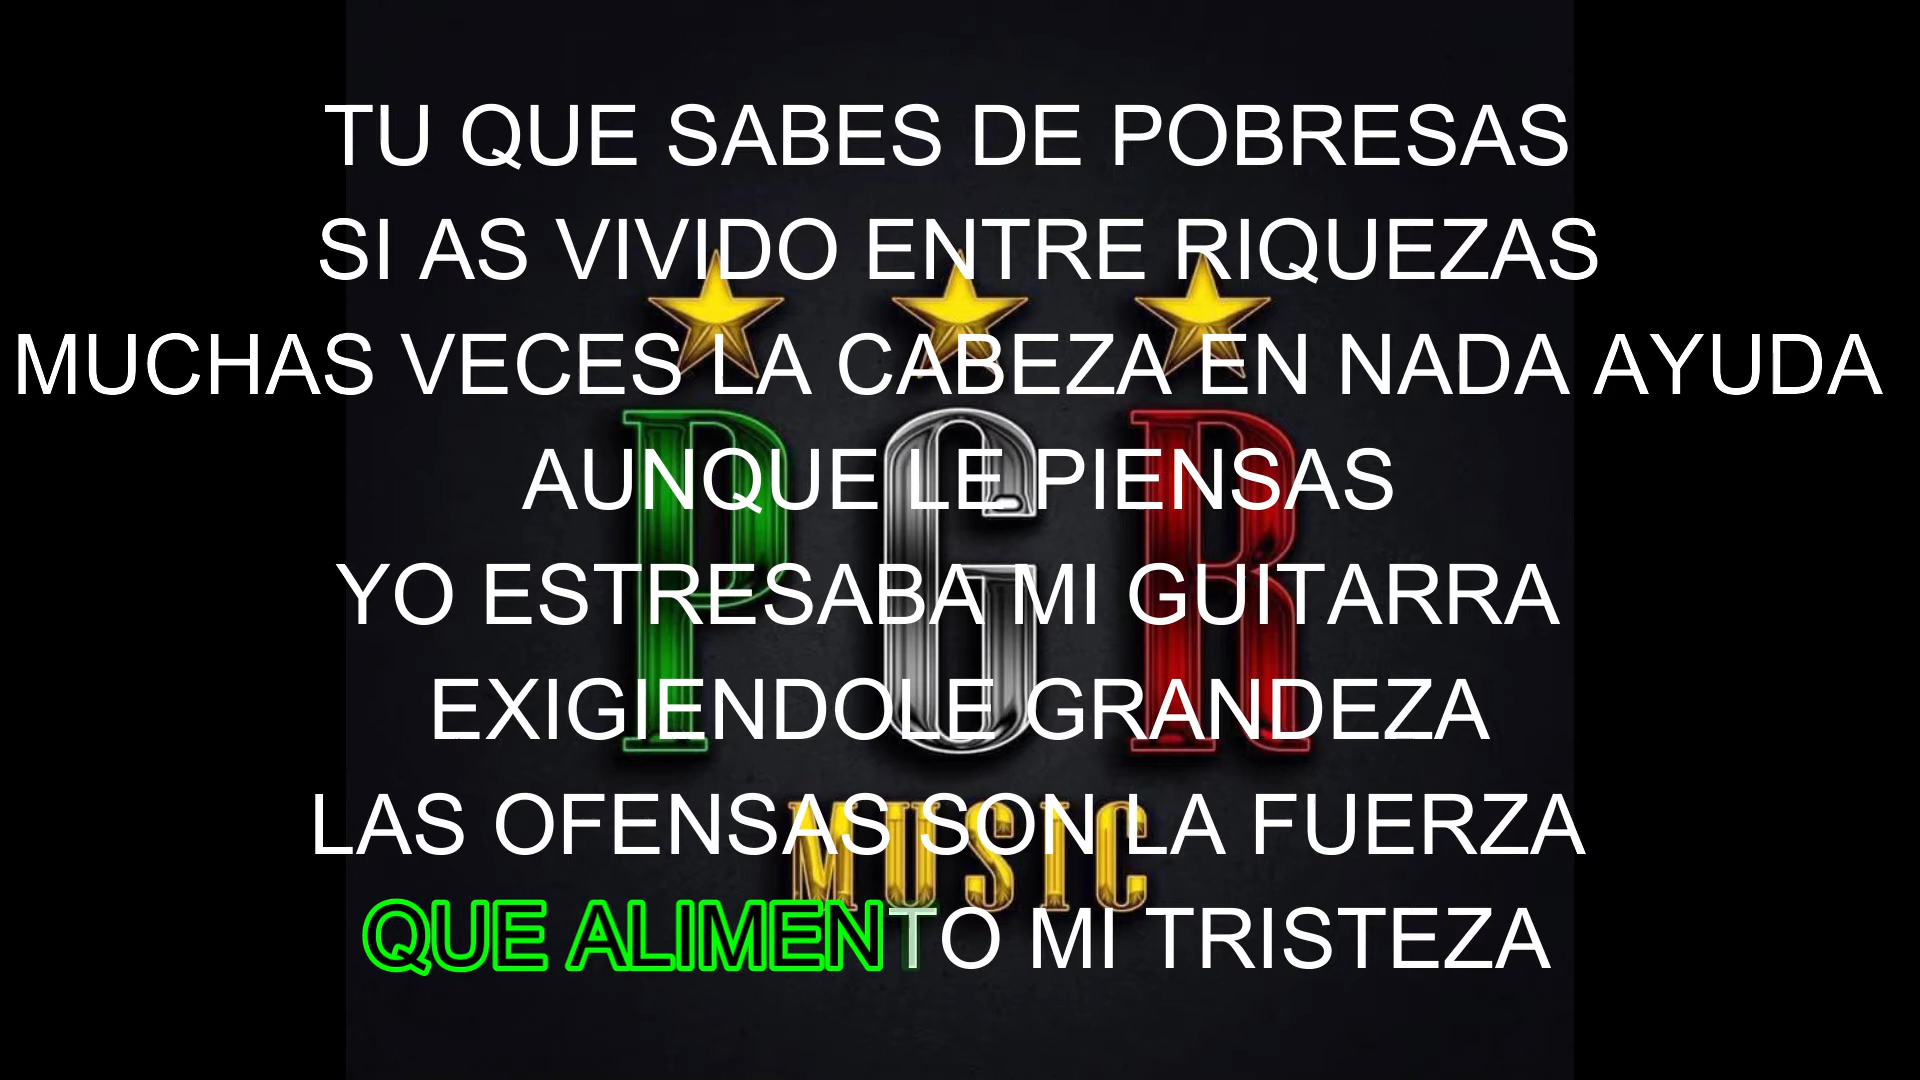 TU QUE SABES DE POBRESAS
SI AS VIVIDO ENTRE RIQUEZAS
MUCHAS VECES LA CABEZA EN NADA AYUDA
AUNQUE LE PIENSAS
YO ESTRESABA MI GUITARRA
EXIGIENDOLE GRANDEZA
LAS OFENSAS SON LA FUERZA
QUE ALIMENTO MI TRISTEZA
PGR
MUSIC